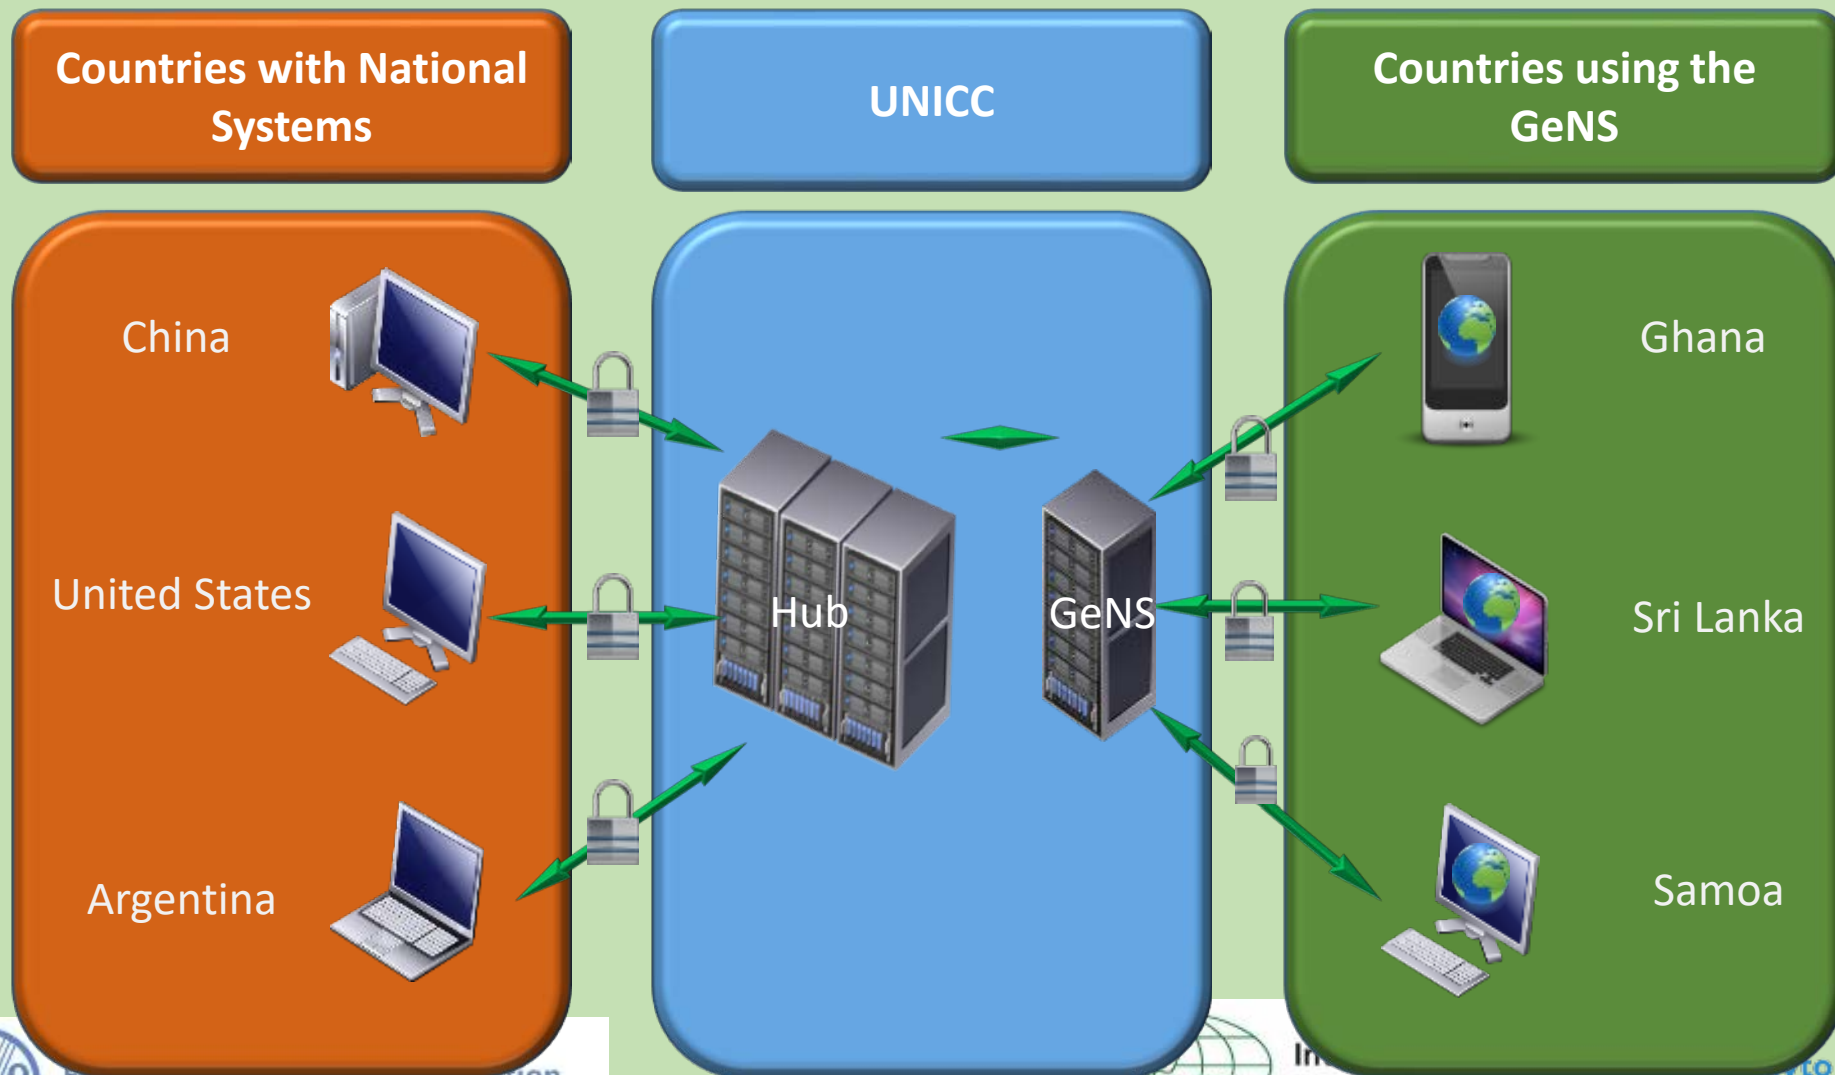 Countries with National
Systems
UNICC
Countries using the
GeNS
China
United States
Argentina
Hub
GeNS
Ghana
Sri Lanka
Samoa